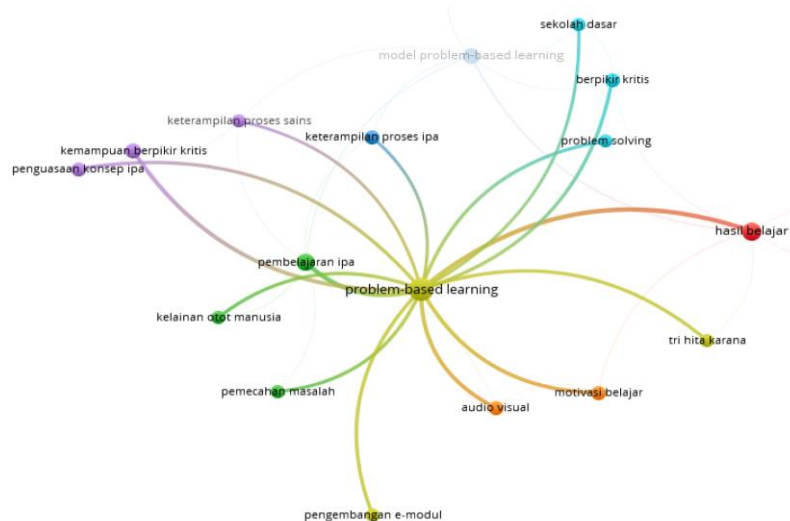 sekolah dasar
model problem-based learning
berpikir kritis
keterampilan proses sains
keterampilan proses ipa
problem solving
kemampuan berpikir kritis
penguasaan konsep ipa
hasil belajar
pembelajaran ipa
problem-based learning
kelainan otot manusia
tri hita karana
pemecahan masalah
motivasi belajar
audio visual
pengembangan e-modul